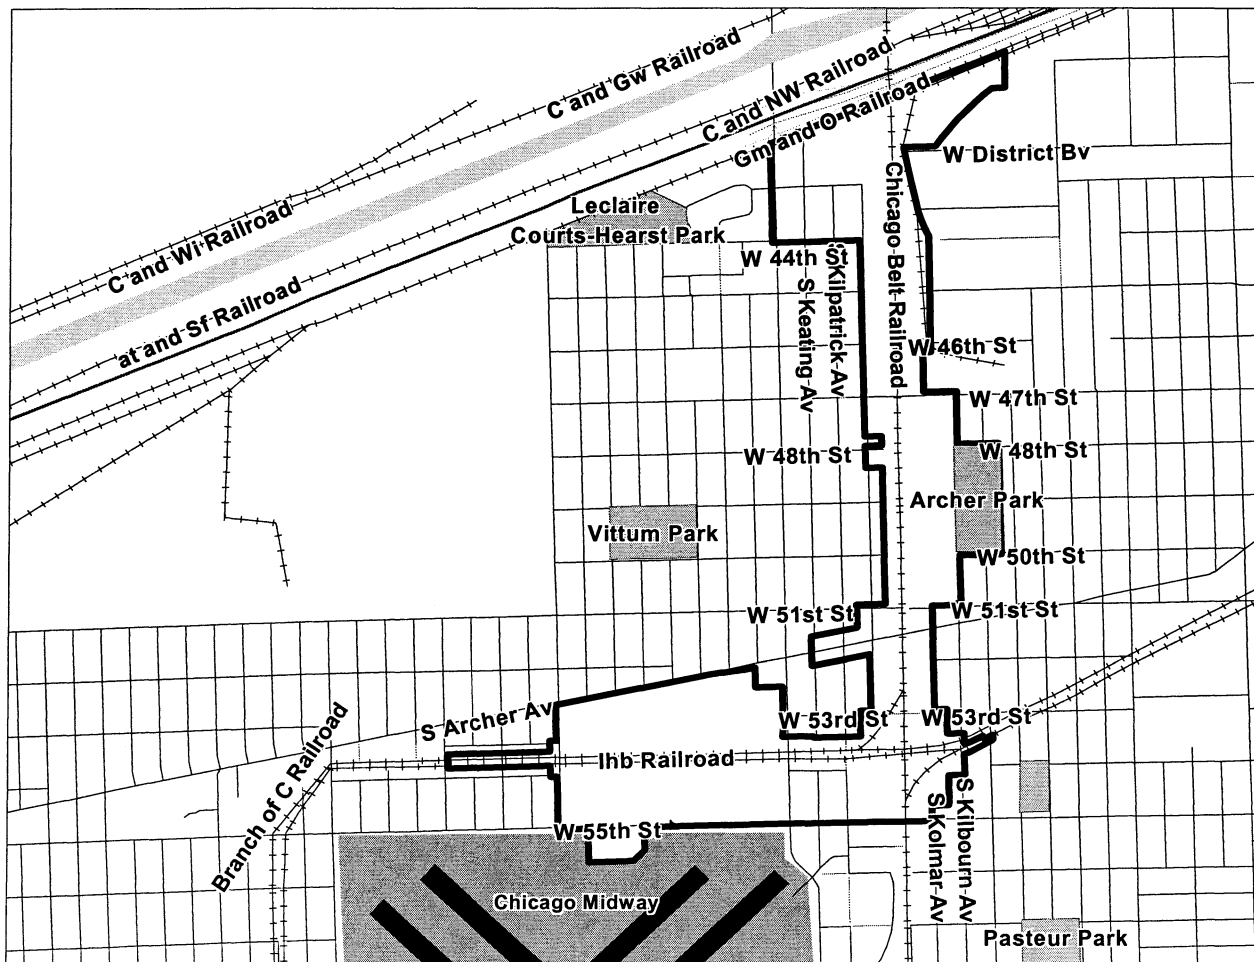 C and Gw Railroad
C and NW Railroad
Gm and O Railroad
W District Bv
Chicago Belt Railroad
Leclaire
Courts-Hearst Park
C and Wi Railroad
at and Sf Railroad
W 44th St
S Kilpatrick Av
S Keating Av
W 46th St
W 47th St
W 48th St
W 48th St
Archer Park
Vittum Park
W 50th St
W 51st St
W 51st St
S Archer Av
W 53rd St
W 53rd St
Ihb Railroad
Branch of C Railroad
W 55th St
S Kolmar Av
S Kilbourn Av
Chicago Midway
Pasteur Park